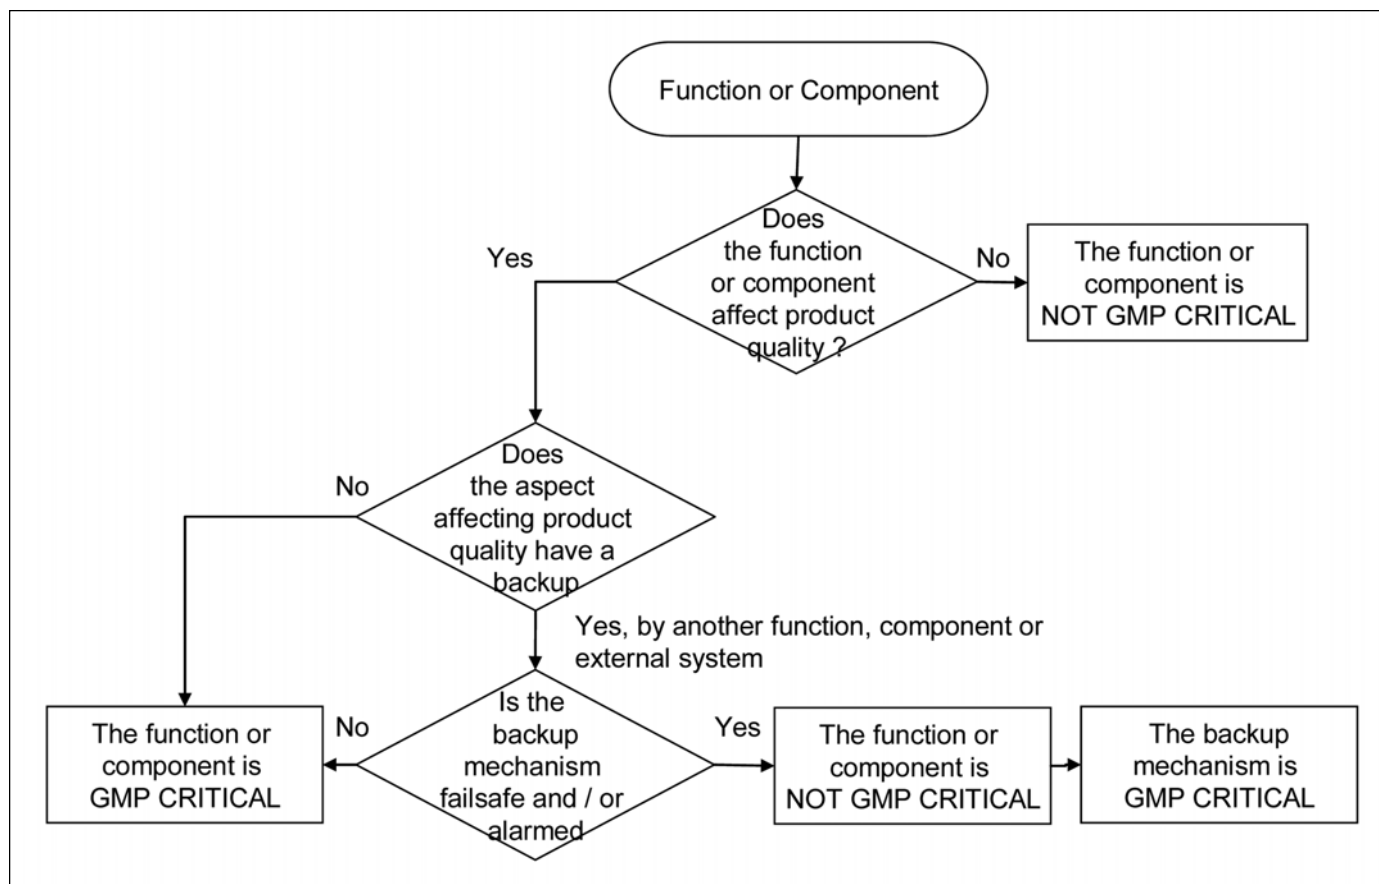 Function or Component
Does
the function
or component
affect product
quality ?
Yes
No
The function or
component is
NOT GMP CRITICAL
Does
the aspect
affecting product
quality have a
backup
No
Yes, by another function, component or
external system
Is the
backup
mechanism
failsafe and / or
alarmed
No
Yes
The function or
component is
GMP CRITICAL
The function or
component is
NOT GMP CRITICAL
The backup
mechanism is
GMP CRITICAL